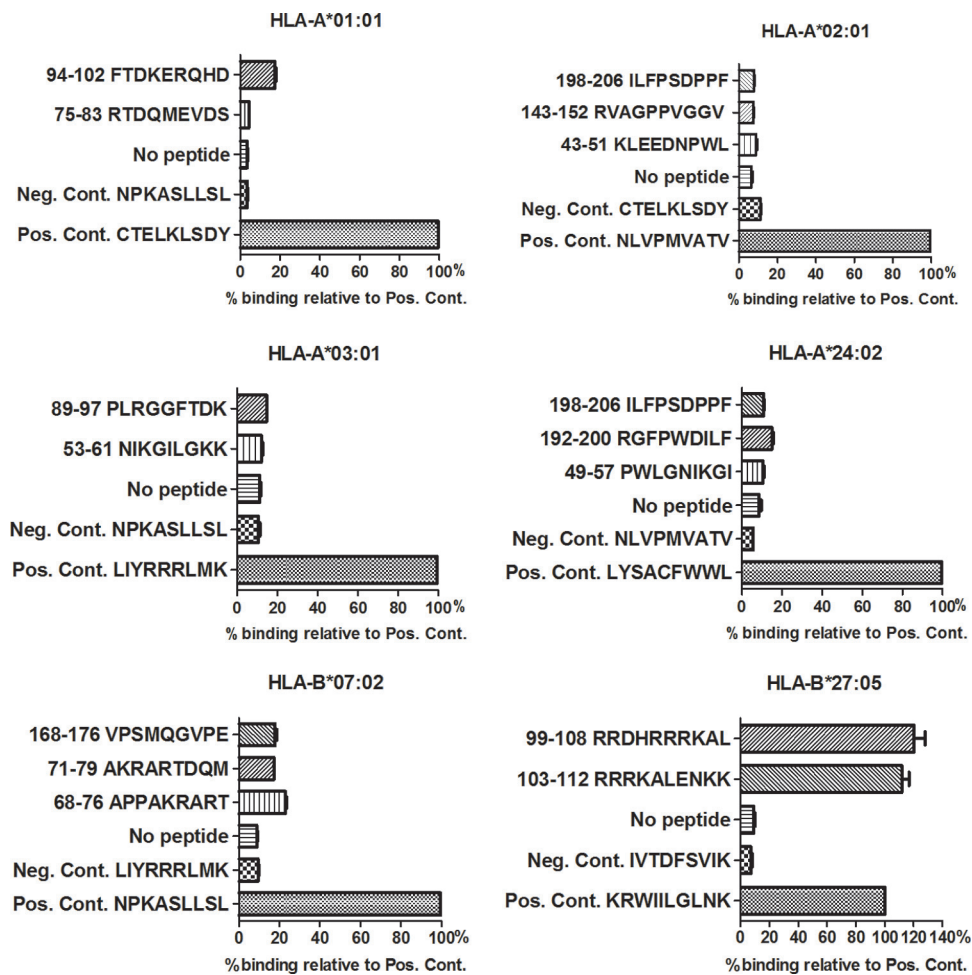 HLA-A*01:01
94-102 FTDKERQHD
75-83 RTDQMEVDS
No peptide
Neg. Cont. NPKASLLSL
Pos. Cont. CTELKLSDY
0 20 40 60 80 100%
% binding relative to Pos. Cont.
HLA-A*02:01
198-206 ILFPSDPPF
143-152 RVAGPPVGGV
43-51 KLEEDNPWL
No peptide
Neg. Cont. CTELKLSDY
Pos. Cont. NLVPMVATV
0 20 40 60 80 100%
% binding relative to Pos. Cont.
HLA-A*03:01
89-97 PLRGGFTDK
53-61 NIKGILGKK
No peptide
Neg. Cont. NPKASLLSL
Pos. Cont. LIYRRRLMK
0 20 40 60 80 100%
% binding relative to Pos. Cont.
HLA-A*24:02
198-206 ILFPSDPPF
192-200 RGFPWDILF
49-57 PWLGNIKGI
No peptide
Neg. Cont. NLVPMVATV
Pos. Cont. LYSACFWWL
0 20 40 60 80 100%
% binding relative to Pos. Cont.
HLA-B*07:02
168-176 VPSMQGVPE
71-79 AKRARTDQM
68-76 APPAKRART
No peptide
Neg. Cont. LIYRRRLMK
Pos. Cont. NPKASLLSL
0 20 40 60 80 100%
% binding relative to Pos. Cont.
HLA-B*27:05
99-108 RRDHRRRKAL
103-112 RRRKALENKK
No peptide
Neg. Cont. IVTDFSVIK
Pos. Cont. KRWIILGLNK
0 20 40 60 80 100 120 140%
% binding relative to Pos. Cont.